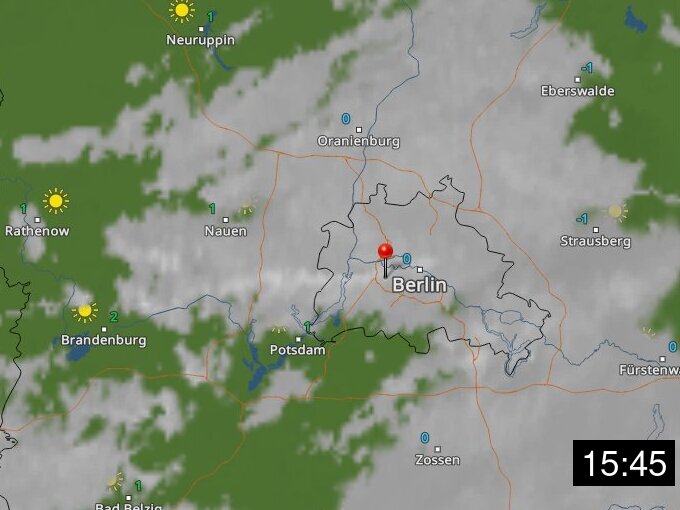 1
Neuruppin
-1
Eberswalde
0
Oranienburg
1
Rathenow
1
Nauen
-1
Strausberg
0
Berlin
2
Brandenburg
1
Potsdam
0
Fürstenwa
0
Zossen
15:45
1
Bad Belzig